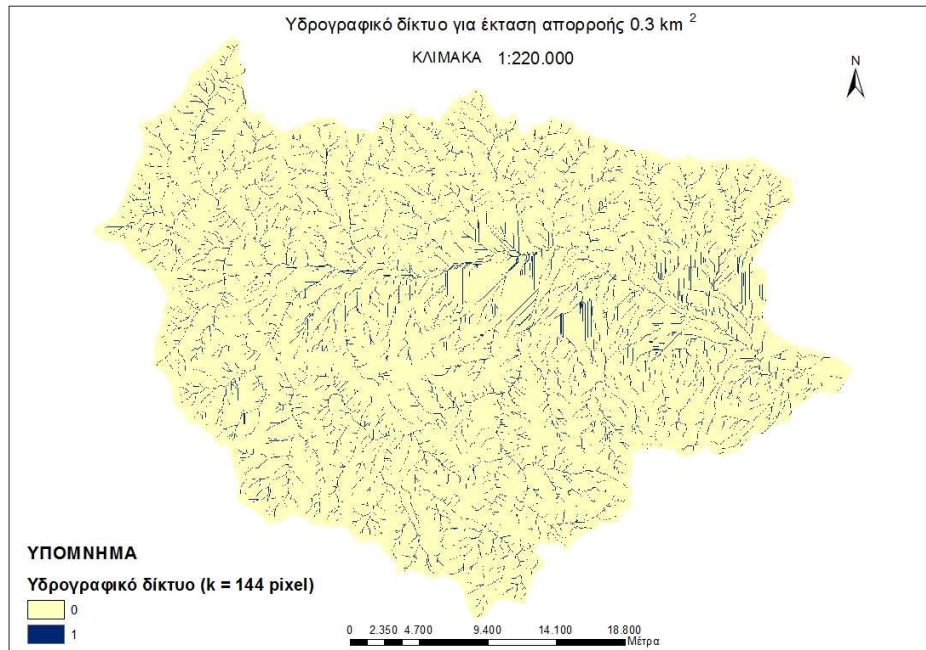 Υδρογραφικό δίκτυο για έκταση απορροής 0.3 km 2
ΚΛΙΜΑΚΑ 1:220.000
N
ΥΠΟΜΝΗΜΑ
Υδρογραφικό δίκτυο (k = 144 pixel)
0
1
0 2.350 4.700 9.400 14.100 18.800
Μέτρα